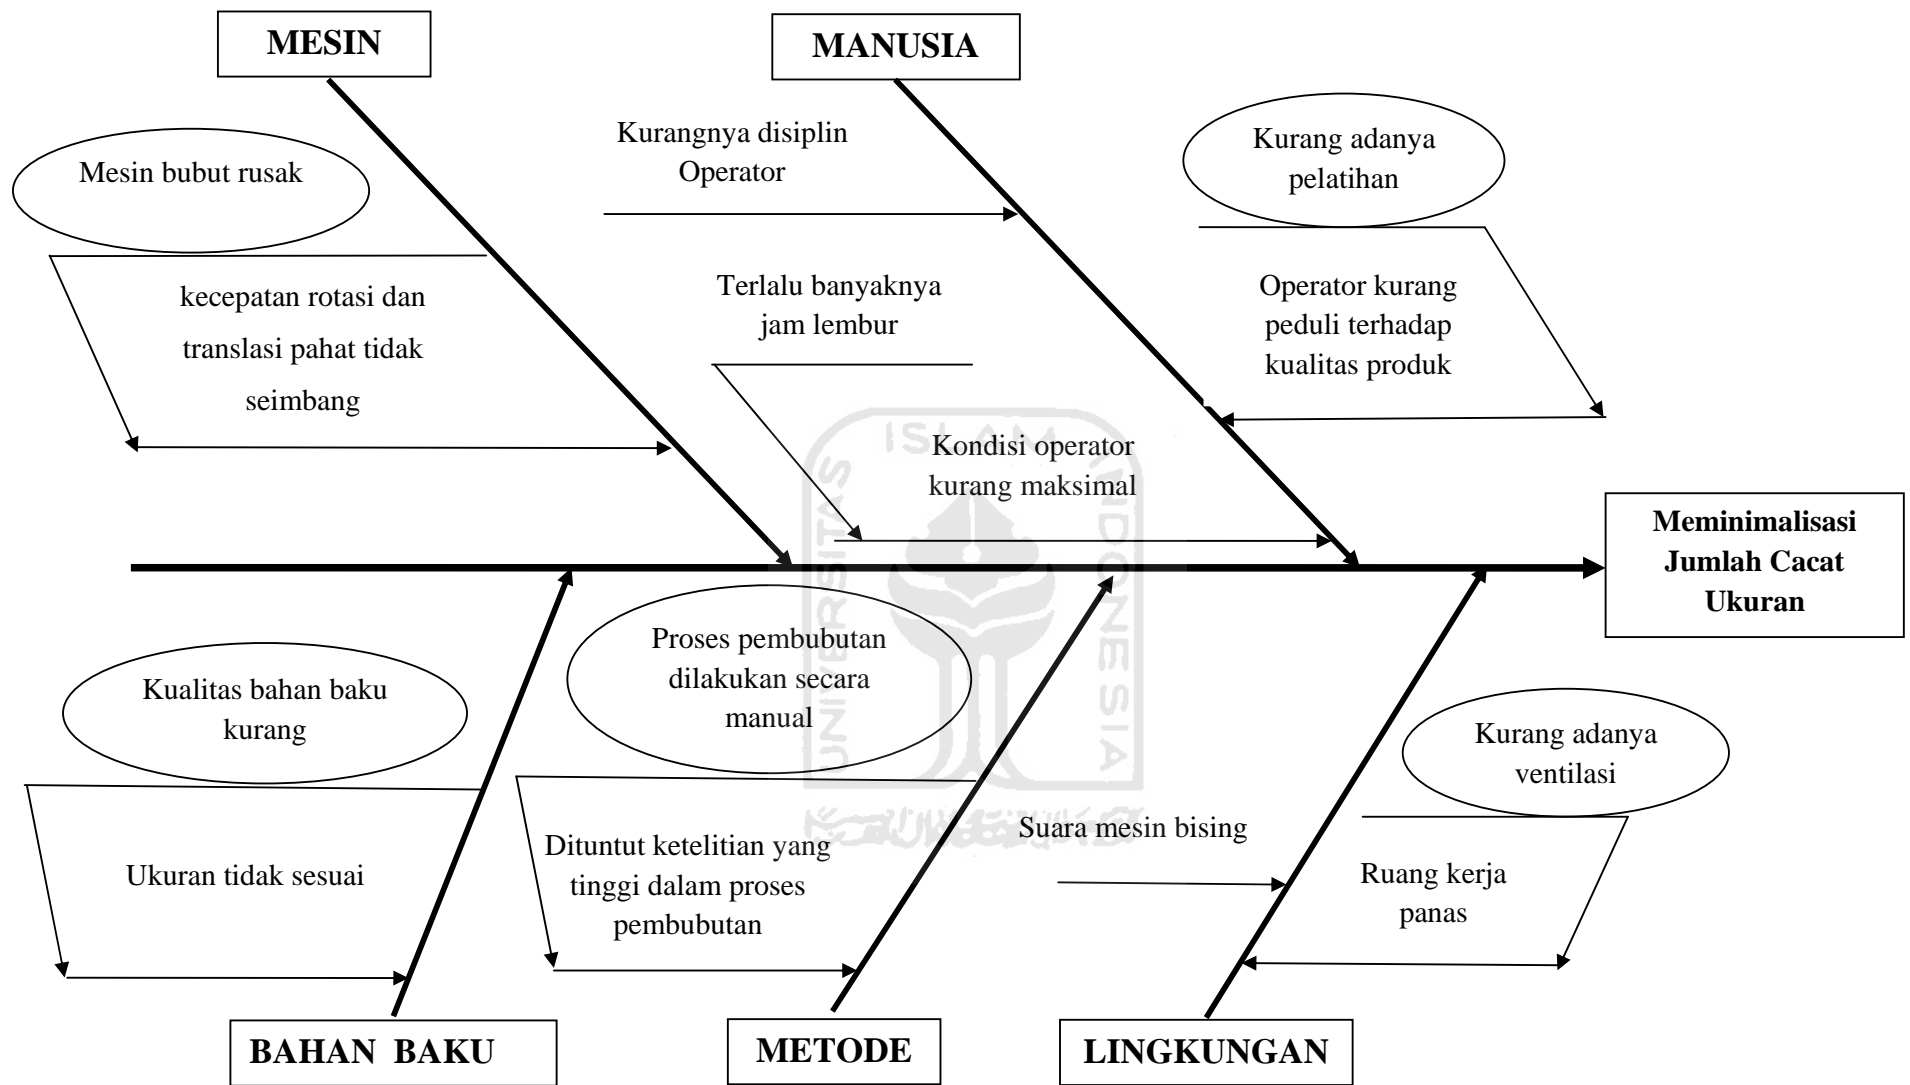 MESIN
MANUSIA
Kurangnya disiplin
Operator
Kurang adanya
pelatihan
Mesin bubut rusak
kecepatan rotasi dan
translasi pahat tidak
seimbang
Terlalu banyaknya
jam lembur
Operator kurang
peduli terhadap
kualitas produk
Kondisi operator
kurang maksimal
Meminimalisasi
Jumlah Cacat
Ukuran
Kualitas bahan baku
kurang
Proses pembubutan
dilakukan secara
manual
Kurang adanya
ventilasi
Ukuran tidak sesuai
Dituntut ketelitian yang
tinggi dalam proses
pembubutan
Suara mesin bising
Ruang kerja
panas
BAHAN  BAKU
METODE
LINGKUNGAN
UNIVERSITAS
ISLAM
INDONESIA